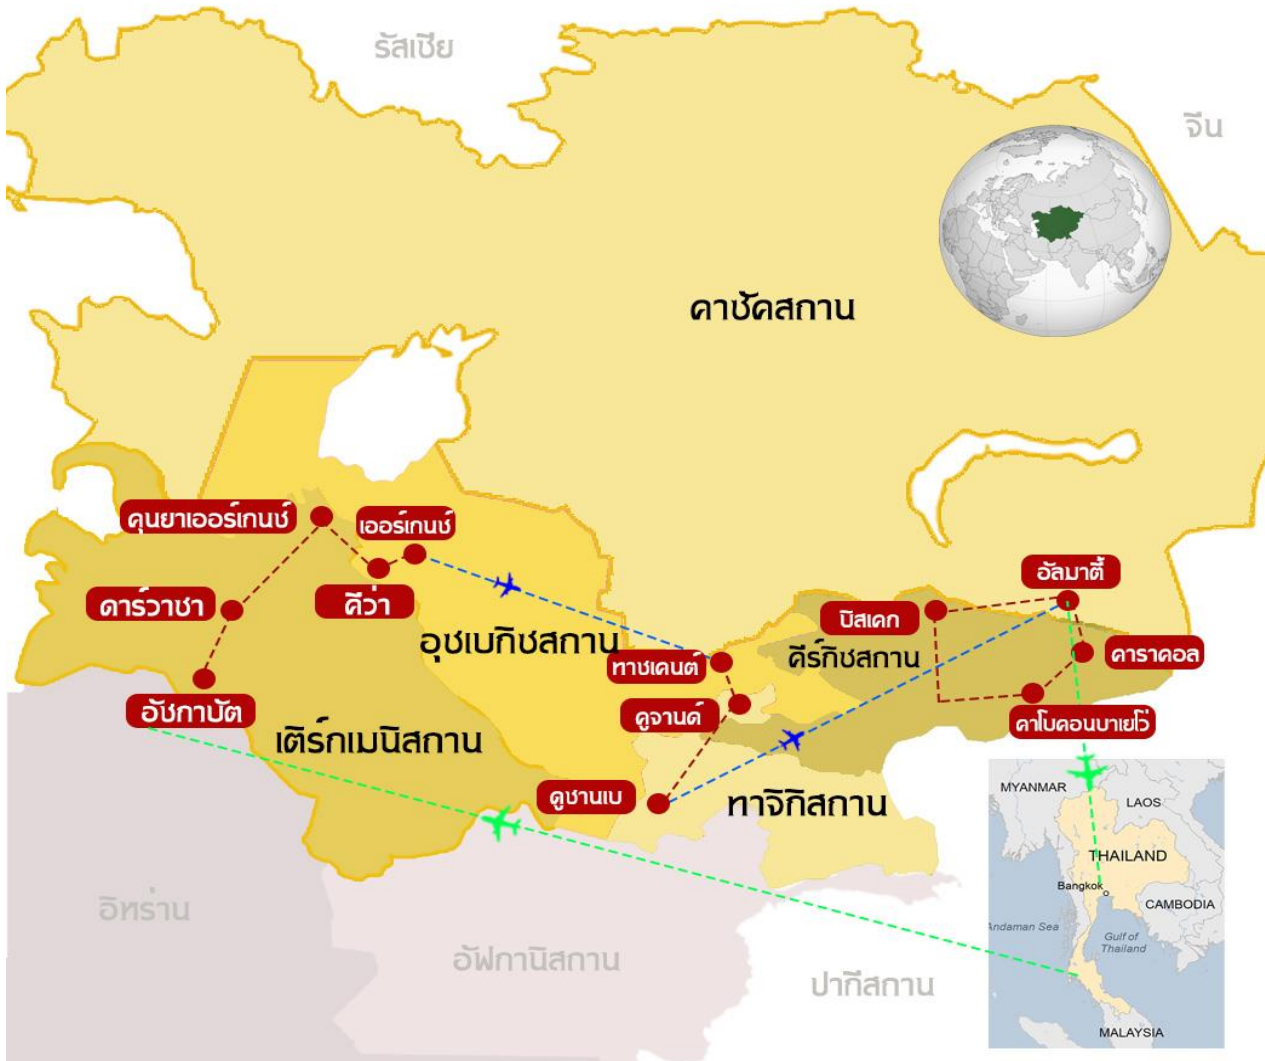 รัสเซีย
จีน
คาซัคสถาน
คุนยาเออร์เกนซ์
เออร์เกนซ์
ดาร์วาซา
คีว่า
อัชกาบัต
อุซเบกิซสถาน
เติร์กเมนิสถาน
ทาซเคนต์
คูจานด์
ดูชานเบ
ทาจิกิสถาน
บิสเคก
คีร์กิซสถาน
อัลมาตี้
คาราคอล
คาโบคอนบาเยโว่
อิหร่าน
อัฟกานิสถาน
ปากีสถาน
MYANMAR
LAOS
THAILAND
Bangkok
CAMBODIA
Andaman Sea
Gulf of
Thailand
MALAYSIA